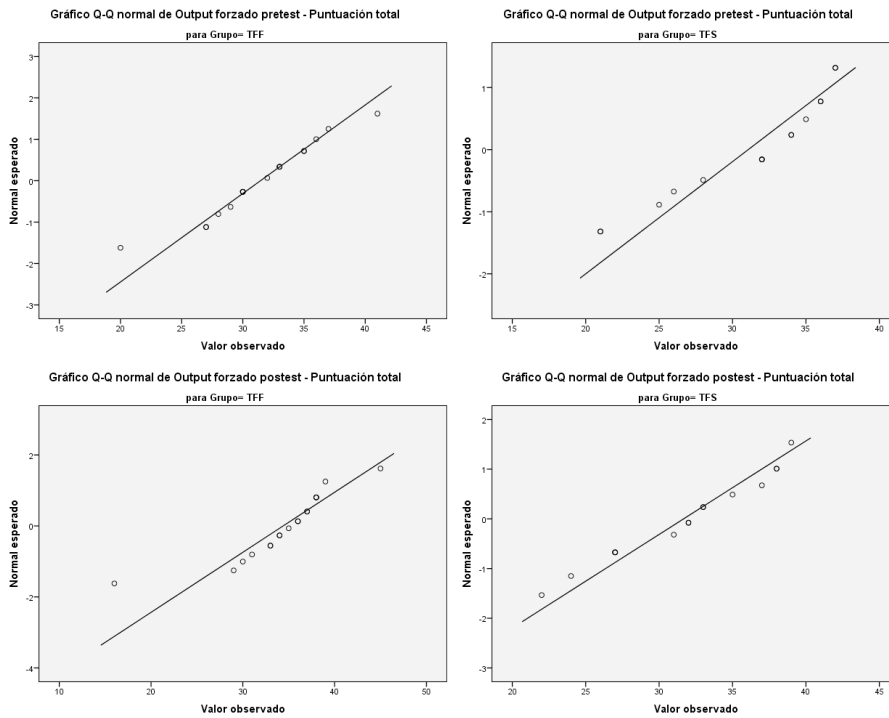 Gráfico Q-Q normal de Output forzado pretest - Puntuación total
para Grupo= TFF
3
2
1
0
-1
-2
-3
Normal esperado
15 20 25 30 35 40 45
Valor observado
Gráfico Q-Q normal de Output forzado pretest - Puntuación total
para Grupo= TFS
1
0
-1
-2
Normal esperado
15 20 25 30 35 40
Valor observado
Gráfico Q-Q normal de Output forzado postest - Puntuación total
para Grupo= TFF
2
0
-2
-4
Normal esperado
10 20 30 40 50
Valor observado
Gráfico Q-Q normal de Output forzado postest - Puntuación total
para Grupo= TFS
2
1
0
-1
-2
-3
Normal esperado
20 25 30 35 40
Valor observado